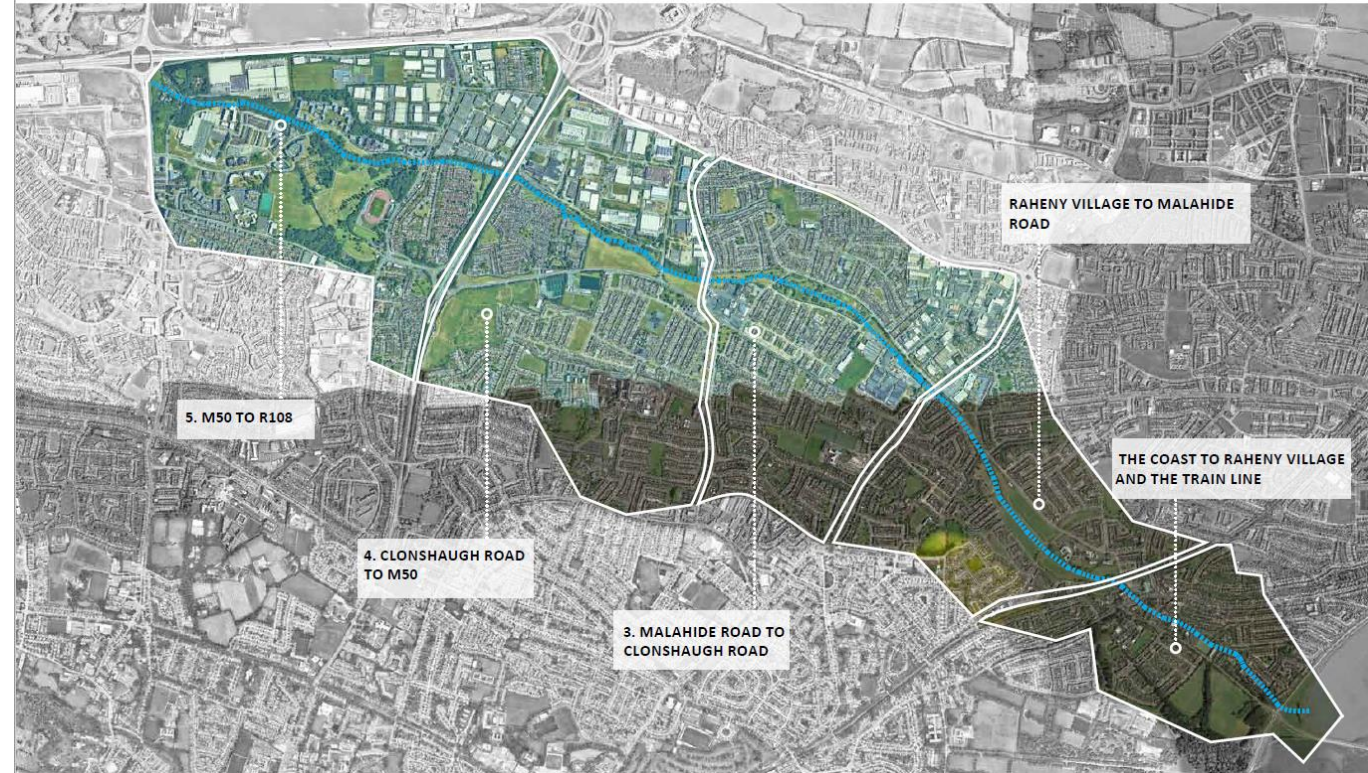 RAHENY VILLAGE TO MALAHIDE
ROAD
5. M50 TO R108
THE COAST TO RAHENY VILLAGE
AND THE TRAIN LINE
4. CLONSHAUGH ROAD
TO M50
3. MALAHIDE ROAD TO
CLONSHAUGH ROAD